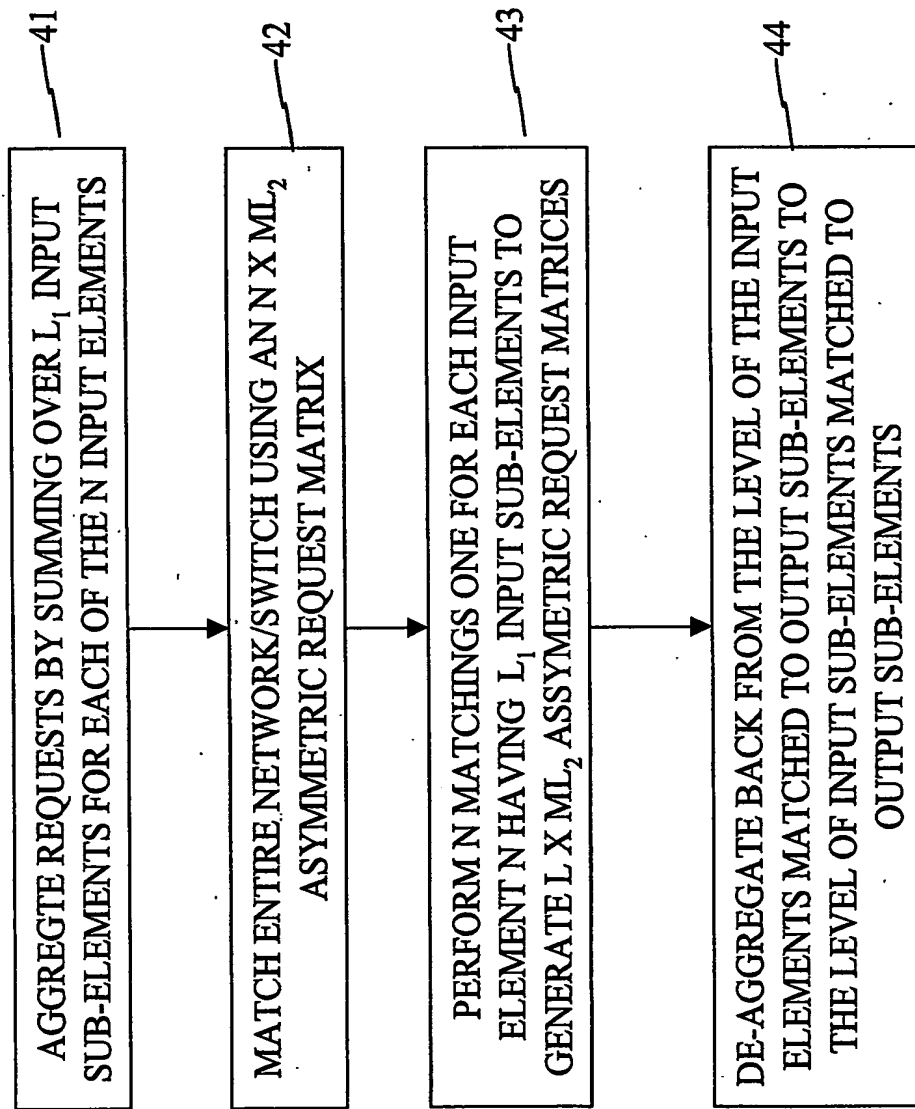 AGGREGTE REQUESTS BY SUMMING OVER L₁ INPUT
SUB-ELEMENTS FOR EACH OF THE N INPUT ELEMENTS
41
MATCH ENTIRE NETWORK/SWITCH USING AN N X ML₂
ASYMETRIC REQUEST MATRIX
42
PERFORM N MATCHINGS ONE FOR EACH INPUT
ELEMENT N HAVING L₁ INPUT SUB-ELEMENTS TO
GENERATE L X ML₂ ASSYMETRIC REQUEST MATRICES
43
DE-AGGREGATE BACK FROM THE LEVEL OF THE INPUT
ELEMENTS MATCHED TO OUTPUT SUB-ELEMENTS TO
THE LEVEL OF INPUT SUB-ELEMENTS MATCHED TO
OUTPUT SUB-ELEMENTS
44